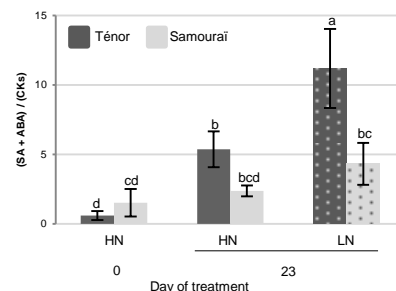 15
Ténor
Samouraï
a
10
(SA + ABA) / (CKs)
b
bc
5
bcd
cd
d
0
HN
HN
LN
0
23
Day of treatment